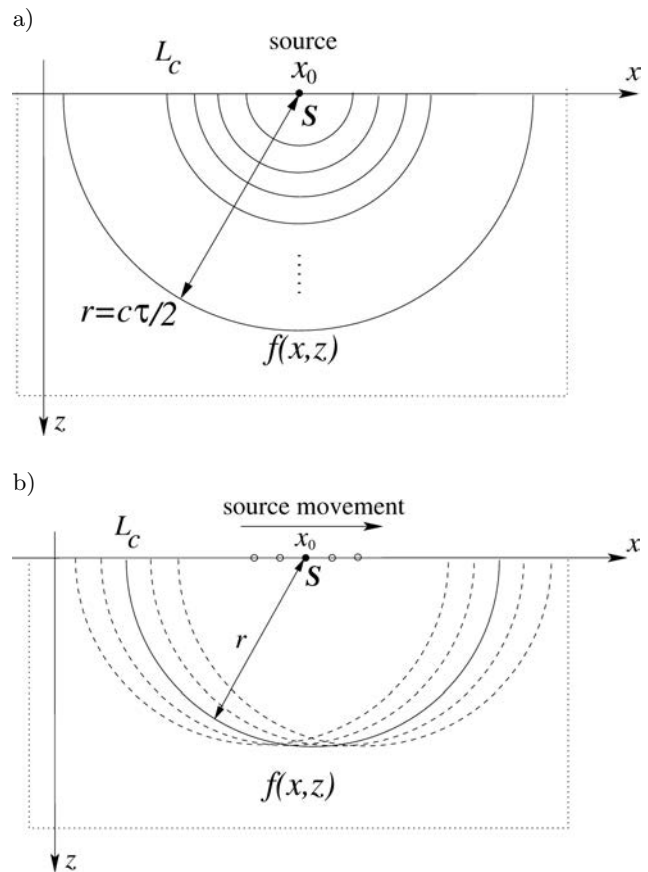 a)
source
L_c
x_0
x
S
r=cτ/2
f(x,z)
z
b)
source movement
L_c
x_0
x
S
r
f(x,z)
z